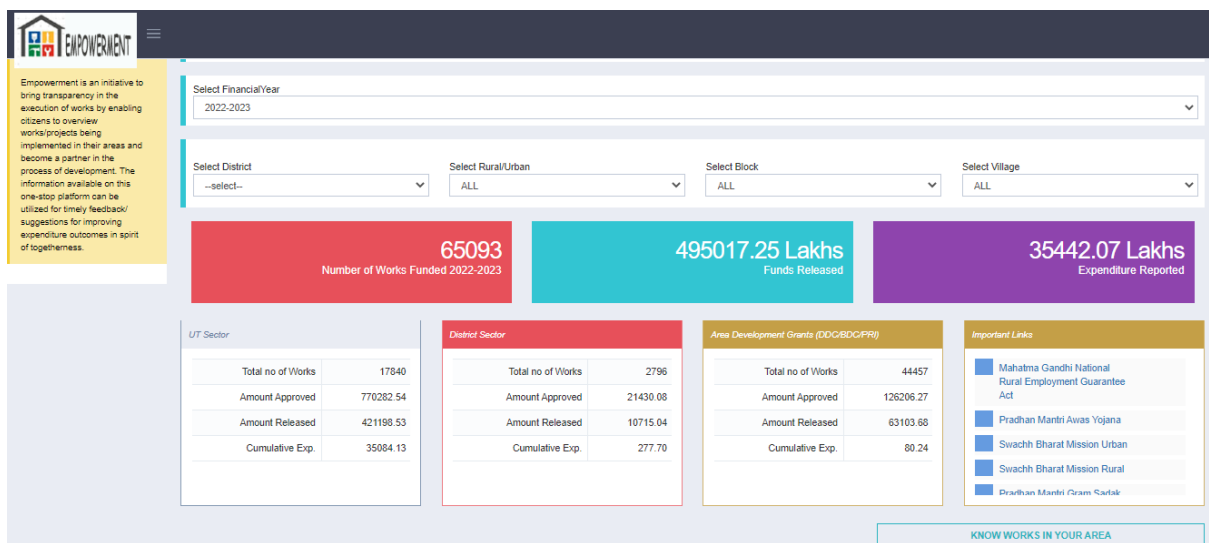 EMPOWERMENT
Empowerment is an initiative to
bring transparency in the
execution of works by enabling
citizens to overview
works/projects being
implemented in their areas and
become a partner in the
process of development. The
information available on this
one-stop platform can be
utilized for timely feedback/
suggestions for improving
expenditure outcomes in spirit
of togetherness.
Select FinancialYear
2022-2023
Select District
--select--
Select Rural/Urban
ALL
Select Block
ALL
Select Village
ALL
65093
Number of Works Funded 2022-2023
495017.25 Lakhs
Funds Released
35442.07 Lakhs
Expenditure Reported
UT Sector
Total no of Works 17840
Amount Approved 770282.54
Amount Released 421198.53
Cumulative Exp. 35084.13
District Sector
Total no of Works 2796
Amount Approved 21430.08
Amount Released 10715.04
Cumulative Exp. 277.70
Area Development Grants (DDC/BDC/PRI)
Total no of Works 44457
Amount Approved 126206.27
Amount Released 63103.68
Cumulative Exp. 80.24
Important Links
Mahatma Gandhi National
Rural Employment Guarantee
Act
Pradhan Mantri Awas Yojana
Swachh Bharat Mission Urban
Swachh Bharat Mission Rural
Pradhan Mantri Gram Sadak
KNOW WORKS IN YOUR AREA